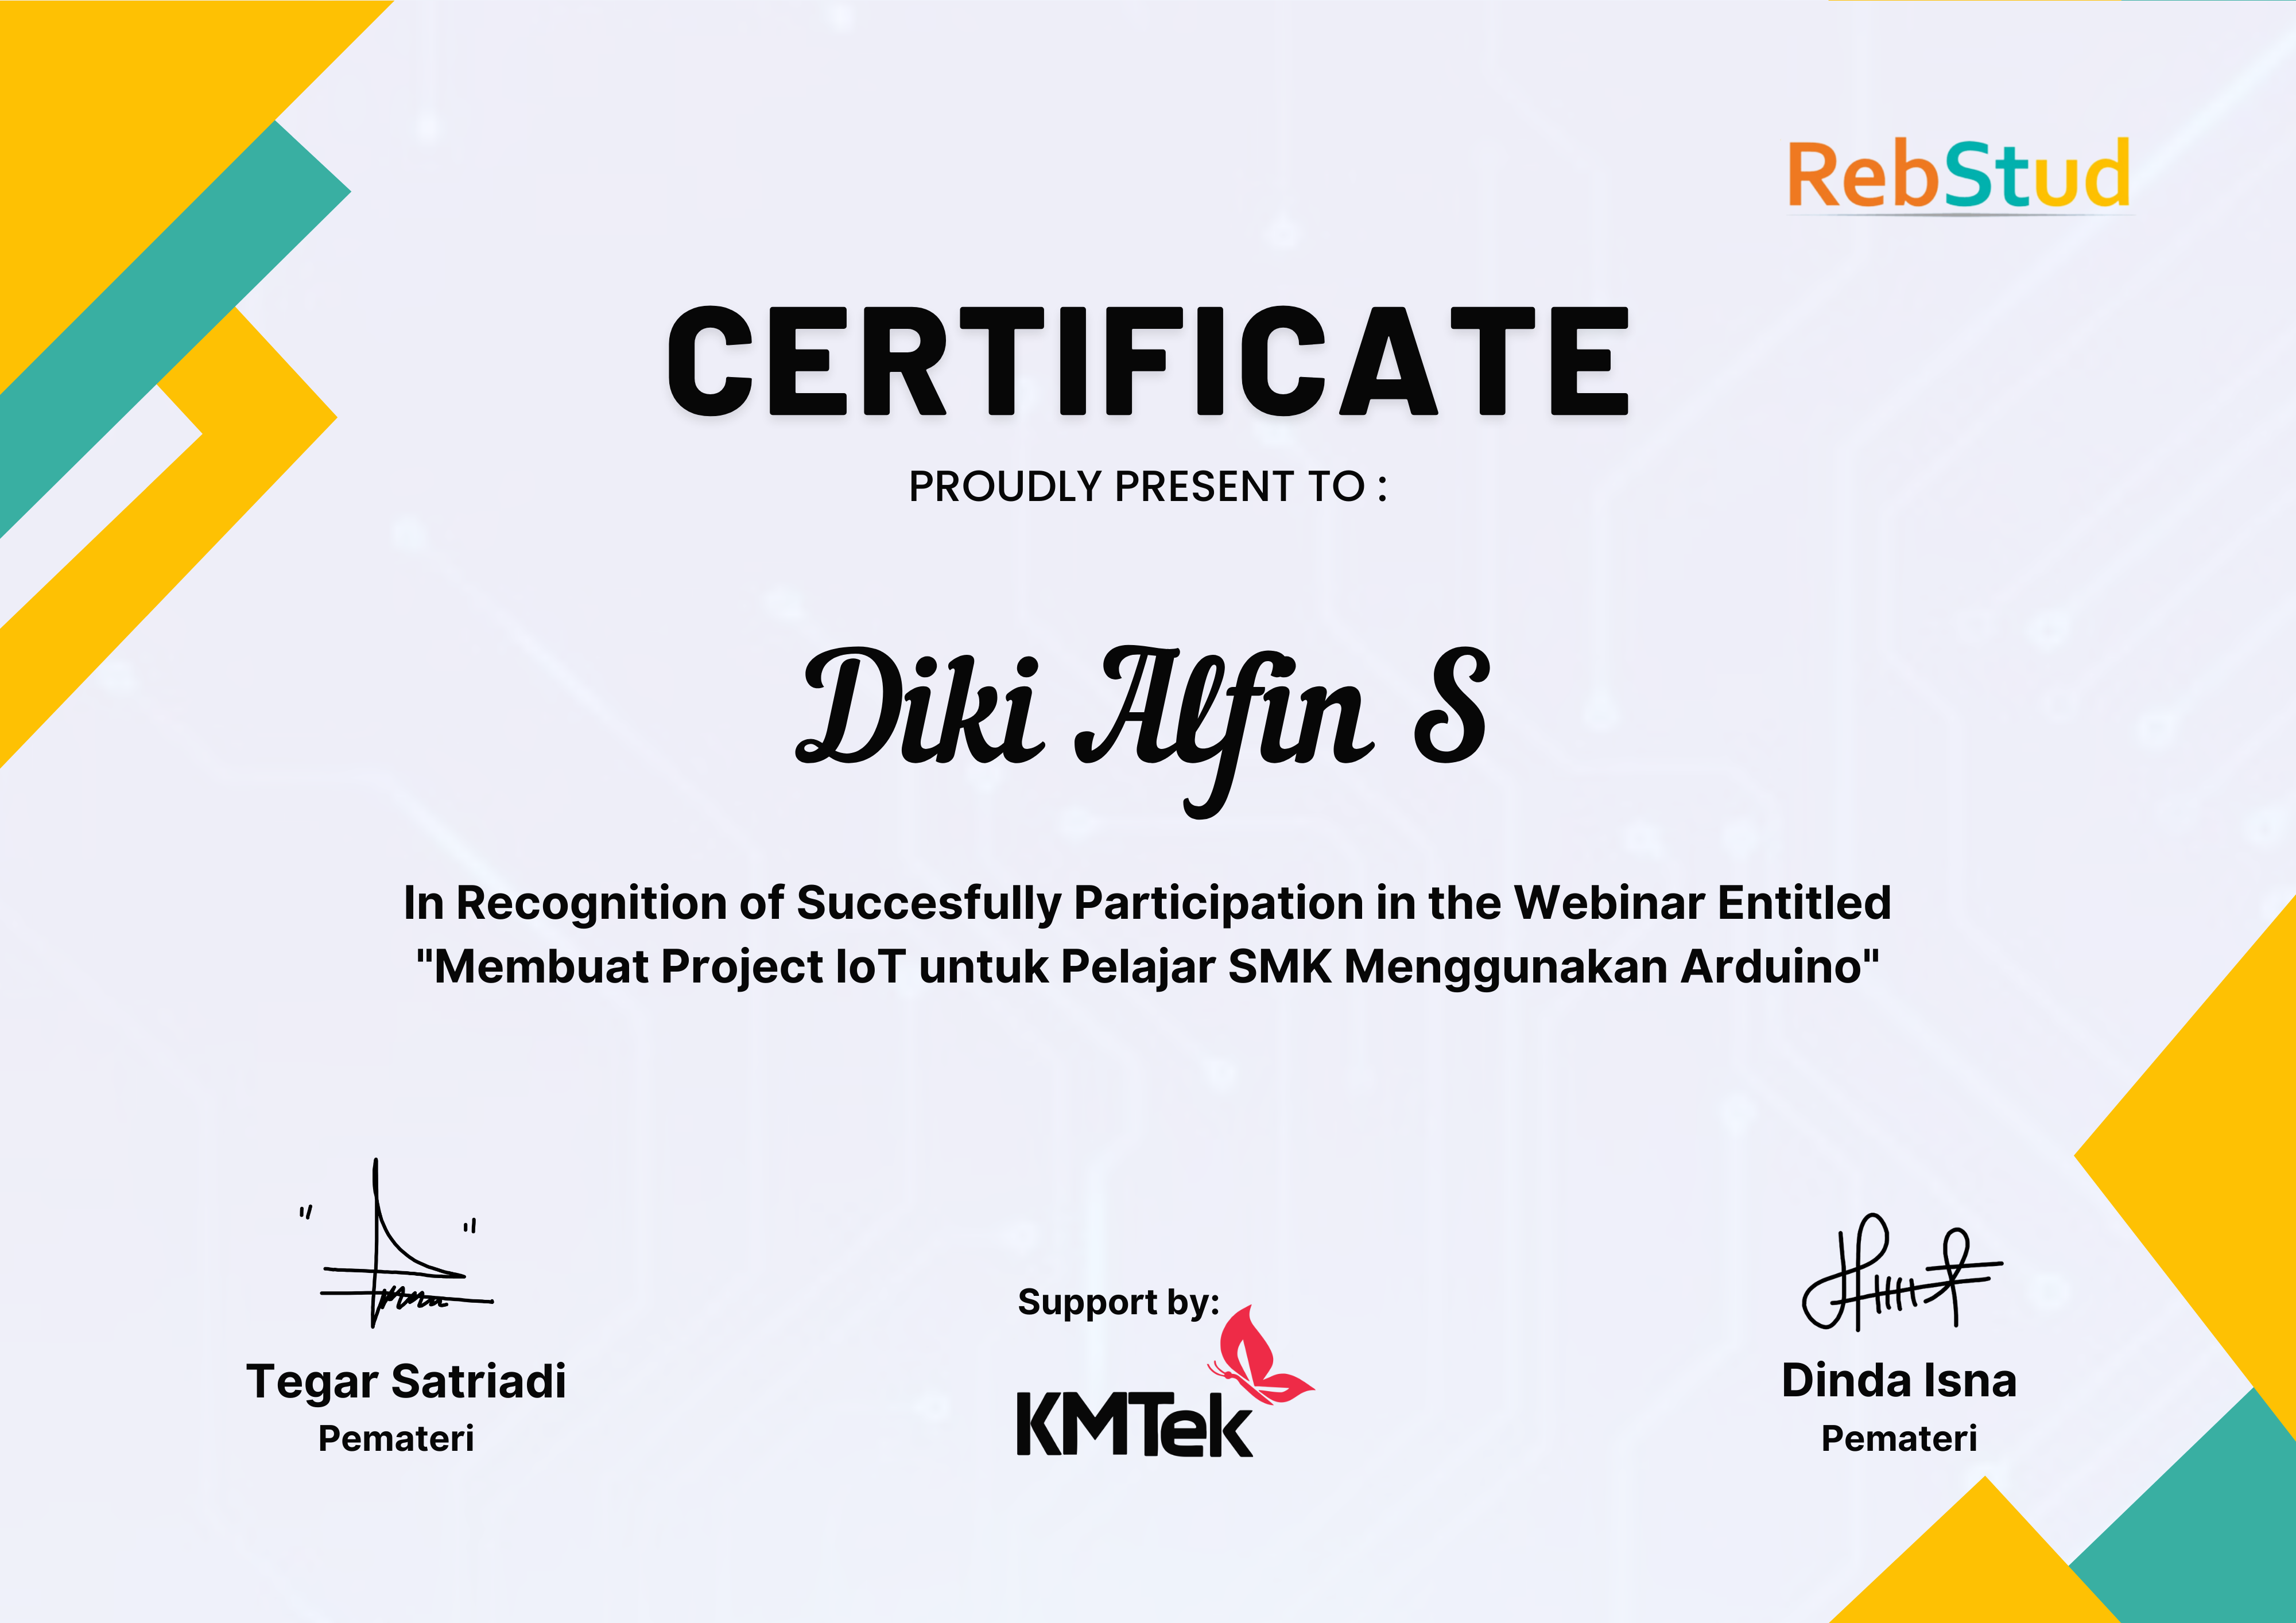 RebStud
CERTIFICATE
PROUDLY PRESENT TO :
Diki Alfin S
In Recognition of Succesfully Participation in the Webinar Entitled
"Membuat Project IoT untuk Pelajar SMK Menggunakan Arduino"
Support by:
KMTek
Tegar Satriadi
Pemateri
Dinda Isna
Pemateri